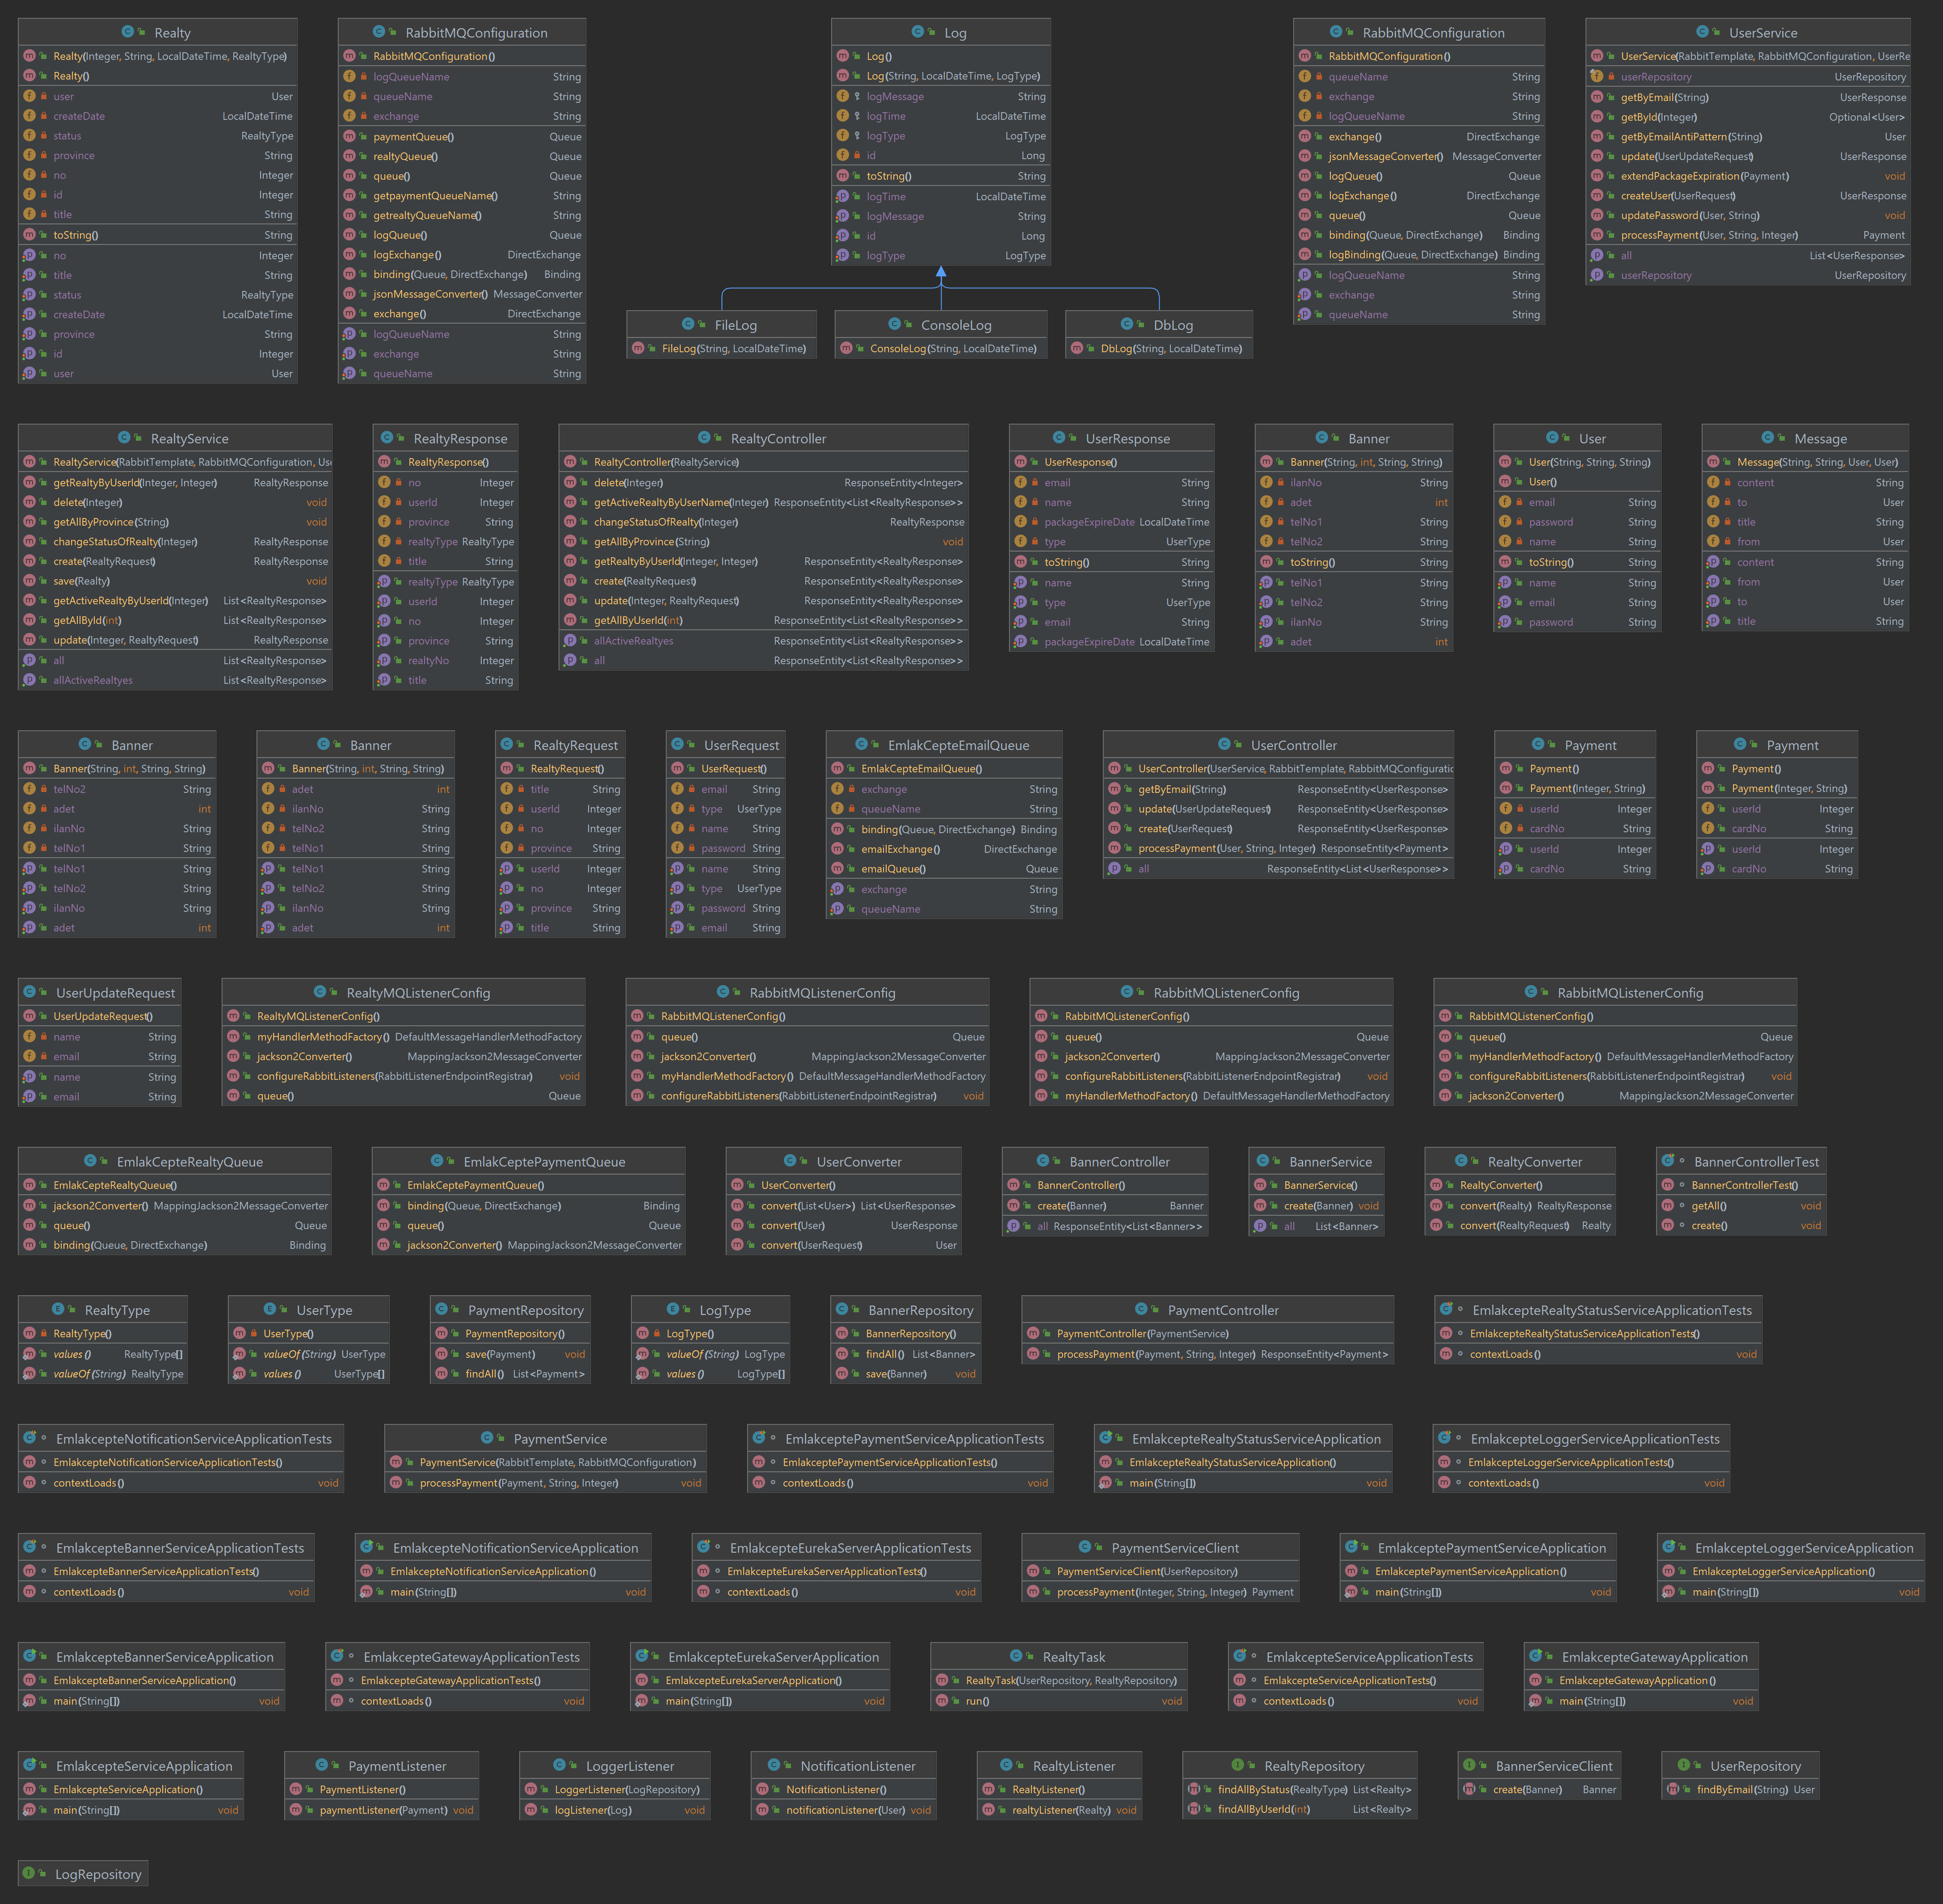 Realty
Realty(Integer, String, LocalDateTime, RealtyType)
Realty()
user User
createDate LocalDateTime
status RealtyType
province String
no Integer
id Integer
title String
toString() String
no Integer
title String
status RealtyType
createDate LocalDateTime
province String
id Integer
user User
RabbitMQConfiguration
RabbitMQConfiguration()
logQueueName String
queueName String
exchange String
paymentQueue() Queue
realtyQueue() Queue
queue() Queue
getpaymentQueueName() String
getrealtyQueueName() String
logQueue() Queue
logExchange() DirectExchange
binding(Queue, DirectExchange) Binding
jsonMessageConverter() MessageConverter
exchange() DirectExchange
logQueueName String
exchange String
queueName String
Log
Log()
Log(String, LocalDateTime, LogType)
logMessage String
logTime LocalDateTime
logType LogType
id Long
toString() String
logTime LocalDateTime
logMessage String
id Long
logType LogType
FileLog
FileLog(String, LocalDateTime)
ConsoleLog
ConsoleLog(String, LocalDateTime)
DbLog
DbLog(String, LocalDateTime)
RabbitMQConfiguration
RabbitMQConfiguration()
queueName String
exchange String
logQueueName String
exchange() DirectExchange
jsonMessageConverter() MessageConverter
logQueue() Queue
logExchange() DirectExchange
queue() Queue
binding(Queue, DirectExchange) Binding
logBinding(Queue, DirectExchange) Binding
logQueueName String
exchange String
queueName String
UserService
UserService(RabbitTemplate, RabbitMQConfiguration, UserRe
userRepository UserRepository
getByEmail(String) UserResponse
getById(Integer) Optional<User>
getByEmailAntiPattern(String) User
update(UserUpdateRequest) UserResponse
extendPackageExpiration(Payment) void
createUser(UserRequest) UserResponse
updatePassword(User, String) void
processPayment(User, String, Integer) Payment
all List<UserResponse>
userRepository UserRepository
RealtyService
RealtyService(RabbitTemplate, RabbitMQConfiguration, Us
getRealtyByUserId(Integer, Integer) RealtyResponse
delete(Integer) void
getAllByProvince(String) void
changeStatusOfRealty(Integer) RealtyResponse
create(RealtyRequest) RealtyResponse
save(Realty) void
getActiveRealtyByUserId(Integer) List<RealtyResponse>
getAllById(int) List<RealtyResponse>
update(Integer, RealtyRequest) RealtyResponse
all List<RealtyResponse>
allActiveRealtyes List<RealtyResponse>
RealtyResponse
RealtyResponse()
no Integer
userId Integer
province String
realtyType RealtyType
title String
realtyType RealtyType
userId Integer
no Integer
province String
realtyNo Integer
title String
RealtyController
RealtyController(RealtyService)
delete(Integer) ResponseEntity<Integer>
getActiveRealtyByUserName(Integer) ResponseEntity<List<RealtyResponse>>
changeStatusOfRealty(Integer) RealtyResponse
getAllByProvince(String) void
getRealtyByUserId(Integer, Integer) ResponseEntity<RealtyResponse>
create(RealtyRequest) ResponseEntity<RealtyResponse>
update(Integer, RealtyRequest) ResponseEntity<RealtyResponse>
getAllByUserId(int) ResponseEntity<List<RealtyResponse>>
allActiveRealtyes ResponseEntity<List<RealtyResponse>>
all ResponseEntity<List<RealtyResponse>>
UserResponse
UserResponse()
email String
name String
packageExpireDate LocalDateTime
type UserType
toString() String
name String
type UserType
email String
packageExpireDate LocalDateTime
Banner
Banner(String, int, String, String)
ilanNo String
adet int
telNo1 String
telNo2 String
toString() String
telNo1 String
telNo2 String
ilanNo String
adet int
User
User(String, String, String)
User()
email String
password String
name String
toString() String
name String
email String
password String
Message
Message(String, String, User, User)
content String
to User
title String
from User
content String
from User
to User
title String
Banner
Banner(String, int, String, String)
telNo2 String
adet int
ilanNo String
telNo1 String
telNo1 String
telNo2 String
ilanNo String
adet int
Banner
Banner(String, int, String, String)
adet int
ilanNo String
telNo2 String
telNo1 String
telNo1 String
telNo2 String
ilanNo String
adet int
RealtyRequest
RealtyRequest()
title String
userId Integer
no Integer
province String
userId Integer
no Integer
province String
title String
UserRequest
UserRequest()
email String
type UserType
name String
password String
name String
type UserType
password String
email String
EmlakCepteEmailQueue
EmlakCepteEmailQueue()
exchange String
queueName String
binding(Queue, DirectExchange) Binding
emailExchange() DirectExchange
emailQueue() Queue
exchange String
queueName String
UserController
UserController(UserService, RabbitTemplate, RabbitMQConfiguratic
getByEmail(String) ResponseEntity<UserResponse>
update(UserUpdateRequest) ResponseEntity<UserResponse>
create(UserRequest) ResponseEntity<UserResponse>
processPayment(User, String, Integer) ResponseEntity<Payment>
all ResponseEntity<List<UserResponse>>
Payment
Payment()
Payment(Integer, String)
userId Integer
cardNo String
userId Integer
cardNo String
Payment
Payment()
Payment(Integer, String)
userId Integer
cardNo String
userId Integer
cardNo String
UserUpdateRequest
UserUpdateRequest()
name String
email String
name String
email String
RealtyMQListenerConfig
RealtyMQListenerConfig()
myHandlerMethodFactory() DefaultMessageHandlerMethodFactory
jackson2Converter() MappingJackson2MessageConverter
configureRabbitListeners(RabbitListenerEndpointRegistrar) void
queue() Queue
RabbitMQListenerConfig
RabbitMQListenerConfig()
queue() Queue
jackson2Converter() MappingJackson2MessageConverter
myHandlerMethodFactory() DefaultMessageHandlerMethodFactory
configureRabbitListeners(RabbitListenerEndpointRegistrar) void
RabbitMQListenerConfig
RabbitMQListenerConfig()
queue() Queue
jackson2Converter() MappingJackson2MessageConverter
configureRabbitListeners(RabbitListenerEndpointRegistrar) void
myHandlerMethodFactory() DefaultMessageHandlerMethodFactory
RabbitMQListenerConfig
RabbitMQListenerConfig()
queue() Queue
myHandlerMethodFactory() DefaultMessageHandlerMethodFactory
configureRabbitListeners(RabbitListenerEndpointRegistrar) void
jackson2Converter() MappingJackson2MessageConverter
EmlakCepteRealtyQueue
EmlakCepteRealtyQueue()
jackson2Converter() MappingJackson2MessageConverter
queue() Queue
binding(Queue, DirectExchange) Binding
EmlakCeptePaymentQueue
EmlakCeptePaymentQueue()
binding(Queue, DirectExchange) Binding
queue() Queue
jackson2Converter() MappingJackson2MessageConverter
UserConverter
UserConverter()
convert(List<User>) List<UserResponse>
convert(User) UserResponse
convert(UserRequest) User
BannerController
BannerController()
create(Banner) Banner
all ResponseEntity<List<Banner>>
BannerService
BannerService()
create(Banner) void
all List<Banner>
RealtyConverter
RealtyConverter()
convert(Realty) RealtyResponse
convert(RealtyRequest) Realty
BannerControllerTest
BannerControllerTest()
getAll() void
create() void
RealtyType
RealtyType()
values() RealtyType[]
valueOf(String) RealtyType
UserType
UserType()
valueOf(String) UserType
values() UserType[]
PaymentRepository
PaymentRepository()
save(Payment) void
findAll() List<Payment>
LogType
LogType()
valueOf(String) LogType
values() LogType[]
BannerRepository
BannerRepository()
findAll() List<Banner>
save(Banner) void
PaymentController
PaymentController(PaymentService)
processPayment(Payment, String, Integer) ResponseEntity<Payment>
EmlakcepteRealtyStatusServiceApplicationTests
EmlakcepteRealtyStatusServiceApplicationTests()
contextLoads() void
EmlakcepteNotificationServiceApplicationTests
EmlakcepteNotificationServiceApplicationTests()
contextLoads() void
PaymentService
PaymentService(RabbitTemplate, RabbitMQConfiguration)
processPayment(Payment, String, Integer) void
EmlakceptePaymentServiceApplicationTests
EmlakceptePaymentServiceApplicationTests()
contextLoads() void
EmlakcepteRealtyStatusServiceApplication
EmlakcepteRealtyStatusServiceApplication()
main(String[]) void
EmlakcepteLoggerServiceApplicationTests
EmlakcepteLoggerServiceApplicationTests()
contextLoads() void
EmlakcepteBannerServiceApplicationTests
EmlakcepteBannerServiceApplicationTests()
contextLoads() void
EmlakcepteNotificationServiceApplication
EmlakcepteNotificationServiceApplication()
main(String[]) void
EmlakcepteEurekaServerApplicationTests
EmlakcepteEurekaServerApplicationTests()
contextLoads() void
PaymentServiceClient
PaymentServiceClient(UserRepository)
processPayment(Integer, String, Integer) Payment
EmlakceptePaymentServiceApplication
EmlakceptePaymentServiceApplication()
main(String[]) void
EmlakcepteLoggerServiceApplication
EmlakcepteLoggerServiceApplication()
main(String[]) void
EmlakcepteBannerServiceApplication
EmlakcepteBannerServiceApplication()
main(String[]) void
EmlakcepteGatewayApplicationTests
EmlakcepteGatewayApplicationTests()
contextLoads() void
EmlakcepteEurekaServerApplication
EmlakcepteEurekaServerApplication()
main(String[]) void
RealtyTask
RealtyTask(UserRepository, RealtyRepository)
run() void
EmlakcepteServiceApplicationTests
EmlakcepteServiceApplicationTests()
contextLoads() void
EmlakcepteGatewayApplication
EmlakcepteGatewayApplication()
main(String[]) void
EmlakcepteServiceApplication
EmlakcepteServiceApplication()
main(String[]) void
PaymentListener
PaymentListener()
paymentListener(Payment) void
LoggerListener
LoggerListener(LogRepository)
logListener(Log) void
NotificationListener
NotificationListener()
notificationListener(User) void
RealtyListener
RealtyListener()
realtyListener(Realty) void
RealtyRepository
findAllByStatus(RealtyType) List<Realty>
findAllByUserId(int) List<Realty>
BannerServiceClient
create(Banner) Banner
UserRepository
findByEmail(String) User
LogRepository